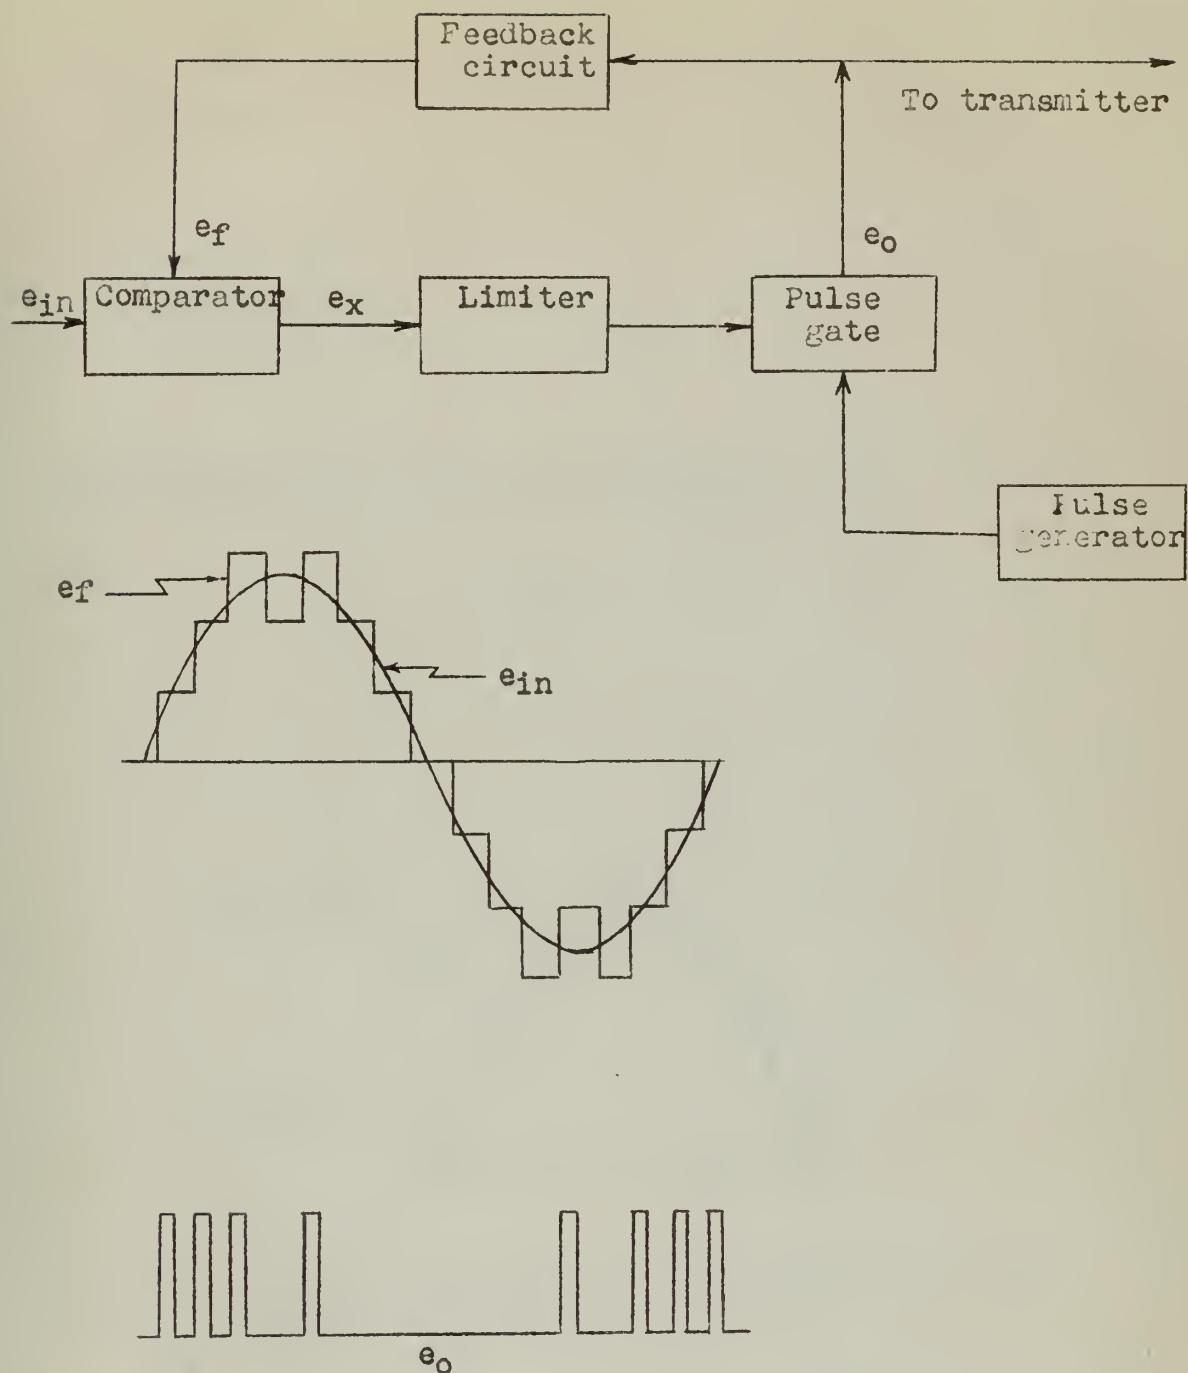 Feedback
circuit
To transmitter
ef
eo
ein
Comparator
ex
Limiter
Pulse
gate
Pulse
generator
ef
ein
eo